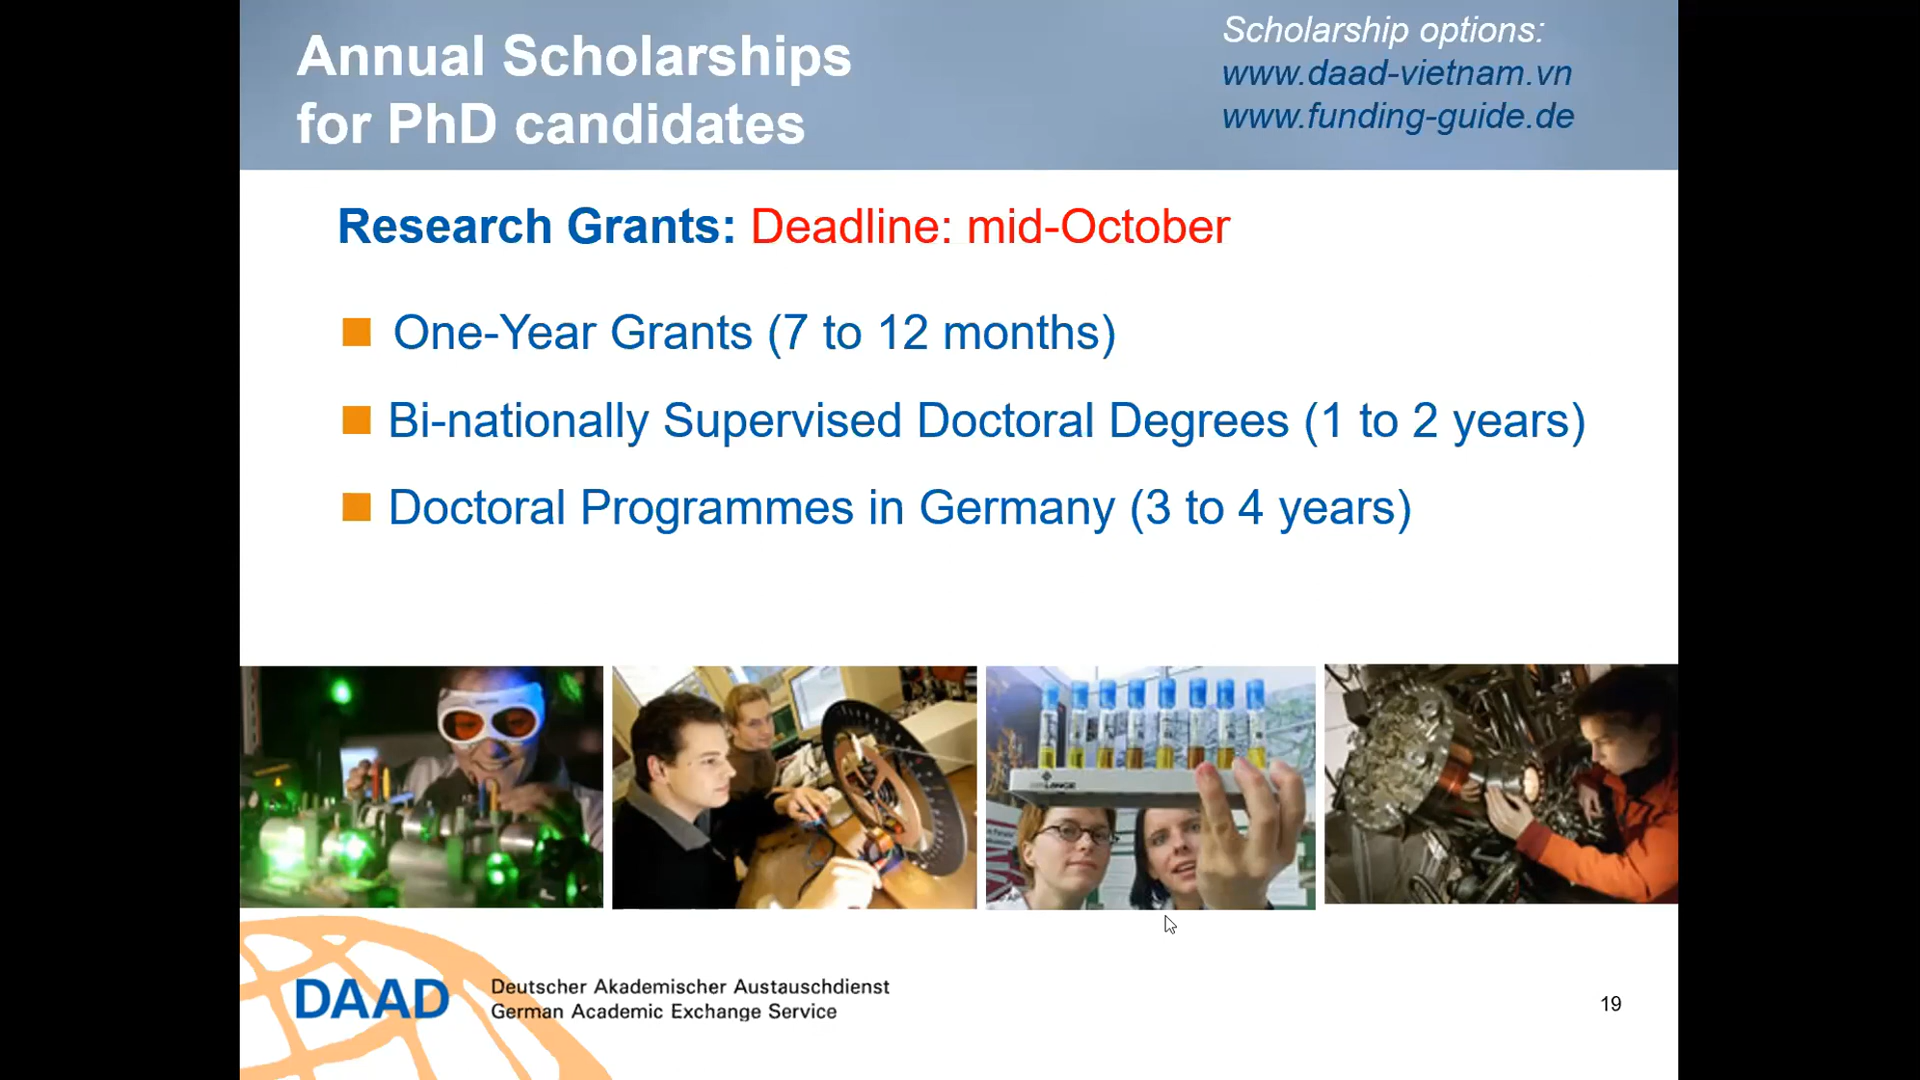 Annual Scholarships
for PhD candidates
Scholarship options:
www.daad-vietnam.vn
www.funding-guide.de
Research Grants: Deadline: mid-October
One-Year Grants (7 to 12 months)
Bi-nationally Supervised Doctoral Degrees (1 to 2 years)
Doctoral Programmes in Germany (3 to 4 years)
LANGE
DAAD
Deutscher Akademischer Austauschdienst
German Academic Exchange Service
19